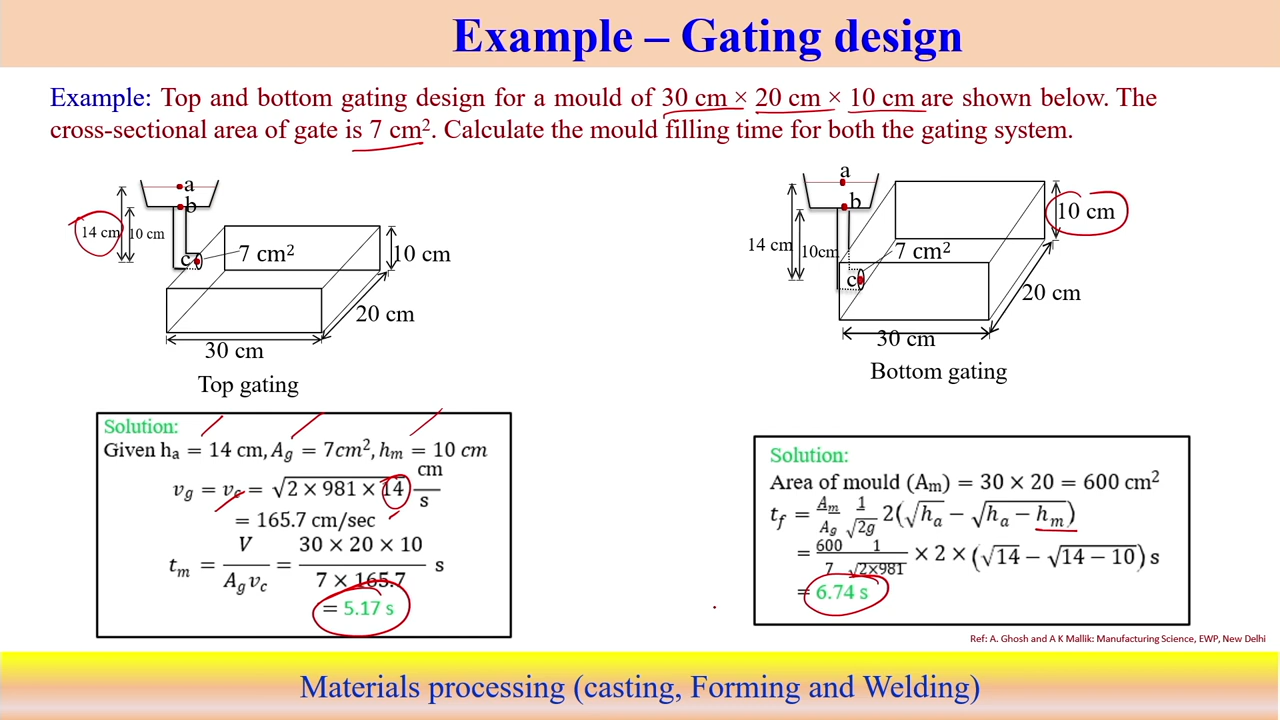 Example – Gating design
Example: Top and bottom gating design for a mould of 30 cm × 20 cm × 10 cm are shown below. The
cross-sectional area of gate is 7 cm². Calculate the mould filling time for both the gating system.
a
b
14 cm
10 cm
c
7 cm²
10 cm
20 cm
30 cm
Top gating
a
b
14 cm
10cm
c
7 cm²
10 cm
20 cm
30 cm
Bottom gating
Solution:
Given hₐ = 14 cm, A_g = 7cm², h_m = 10 cm
v_g = v_c = √(2 × 981 × 14) cm/s
= 165.7 cm/sec
t_m = V/(A_g v_c) = (30 × 20 × 10)/(7 × 165.7) s
= 5.17 s
Solution:
Area of mould (A_m) = 30 × 20 = 600 cm²
t_f = A_m/A_g 1/√2g 2(√h_a − √h_a − h_m)
= 600/7 1/√2×981 × 2 × (√14 − √14 − 10) s
= 6.74 s
Ref: A. Ghosh and A K Mallik: Manufacturing Science, EWP, New Delhi
Materials processing (casting, Forming and Welding)